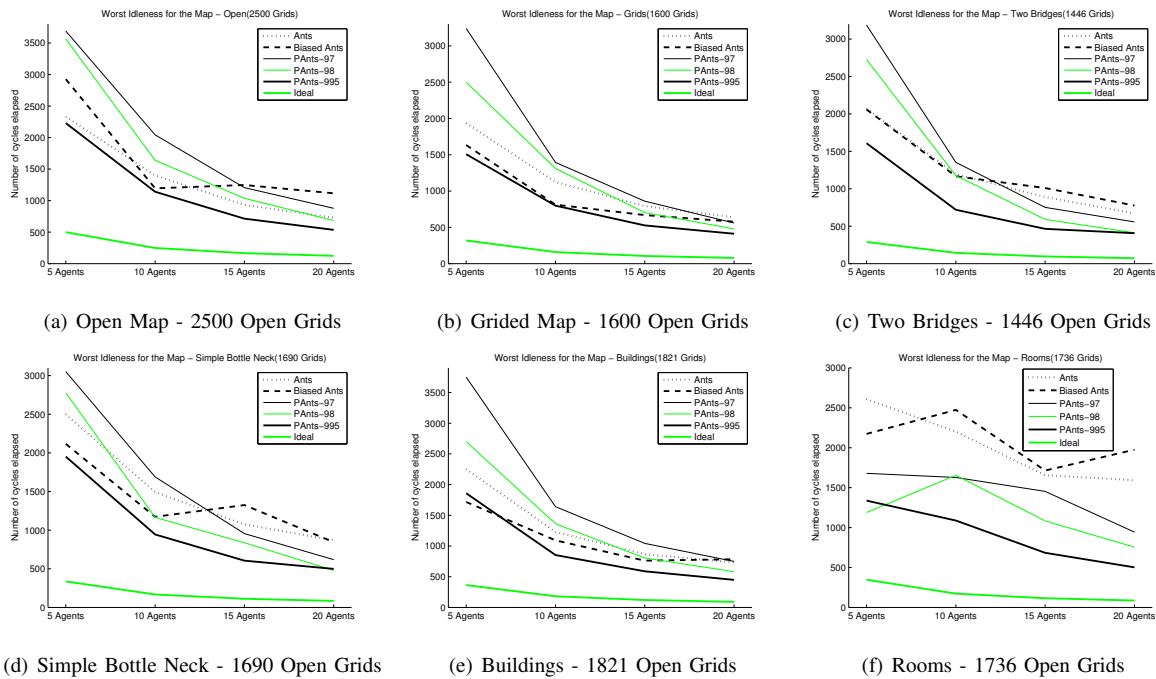 Worst Idleness for the Map − Open(2500 Grids)
Number of cycles elapsed
3500
3000
2500
2000
1500
1000
500
0
5 Agents 10 Agents 15 Agents 20 Agents
Ants
Biased Ants
PAnts−97
PAnts−98
PAnts−995
Ideal
(a) Open Map - 2500 Open Grids
Worst Idleness for the Map − Grids(1600 Grids)
Number of cycles elapsed
3000
2500
2000
1500
1000
500
0
5 Agents 10 Agents 15 Agents 20 Agents
Ants
Biased Ants
PAnts−97
PAnts−98
PAnts−995
Ideal
(b) Grided Map - 1600 Open Grids
Worst Idleness for the Map − Two Bridges(1446 Grids)
Number of cycles elapsed
3000
2500
2000
1500
1000
500
0
5 Agents 10 Agents 15 Agents 20 Agents
Ants
Biased Ants
PAnts−97
PAnts−98
PAnts−995
Ideal
(c) Two Bridges - 1446 Open Grids
Worst Idleness for the Map − Simple Bottle Neck(1690 Grids)
Number of cycles elapsed
3000
2500
2000
1500
1000
500
0
5 Agents 10 Agents 15 Agents 20 Agents
Ants
Biased Ants
PAnts−97
PAnts−98
PAnts−995
Ideal
(d) Simple Bottle Neck - 1690 Open Grids
Worst Idleness for the Map − Buildings(1821 Grids)
Number of cycles elapsed
3500
3000
2500
2000
1500
1000
500
0
5 Agents 10 Agents 15 Agents 20 Agents
Ants
Biased Ants
PAnts−97
PAnts−98
PAnts−995
Ideal
(e) Buildings - 1821 Open Grids
Worst Idleness for the Map − Rooms(1736 Grids)
Number of cycles elapsed
3000
2500
2000
1500
1000
500
0
5 Agents 10 Agents 15 Agents 20 Agents
Ants
Biased Ants
PAnts−97
PAnts−98
PAnts−995
Ideal
(f) Rooms - 1736 Open Grids